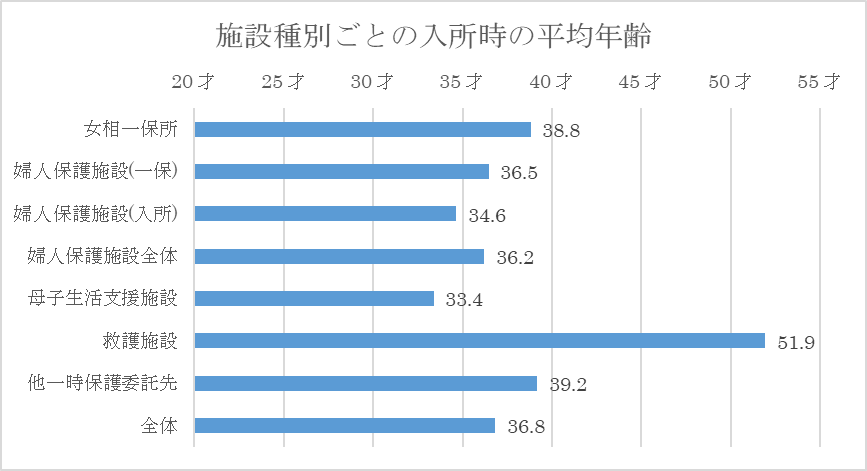 施設種別ごとの入所時の平均年齢
20才 25才 30才 35才 40才 45才 50才 55才
女相一保所 38.8
婦人保護施設(一保) 36.5
婦人保護施設(入所) 34.6
婦人保護施設全体 36.2
母子生活支援施設 33.4
救護施設 51.9
他一時保護委託先 39.2
全体 36.8